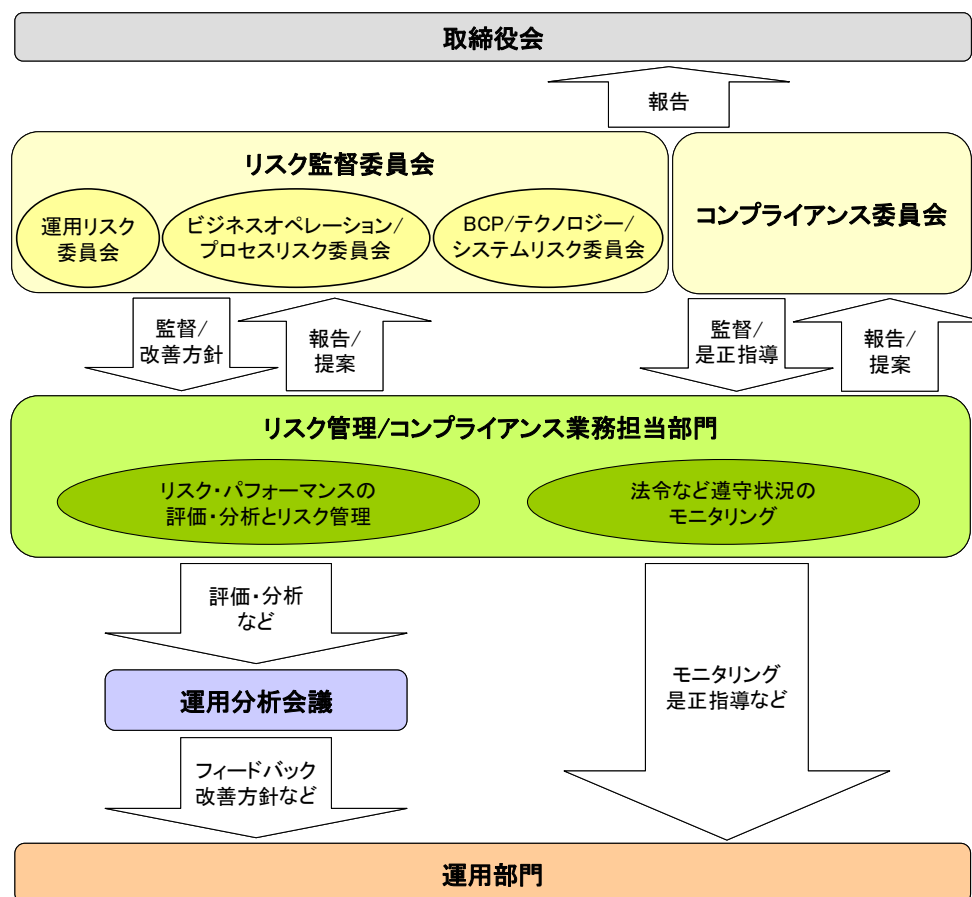 取締役会
報告
リスク監督委員会
運用リスク
委員会
ビジネスオペレーション/
プロセスリスク委員会
BCP/テクノロジー/
システムリスク委員会
コンプライアンス委員会
監督/
改善方針
報告/
提案
監督/
是正指導
報告/
提案
リスク管理/コンプライアンス業務担当部門
リスク・パフォーマンスの
評価・分析とリスク管理
法令など遵守状況の
モニタリング
評価・分析
など
運用分析会議
モニタリング
是正指導など
フィードバック
改善方針など
運用部門